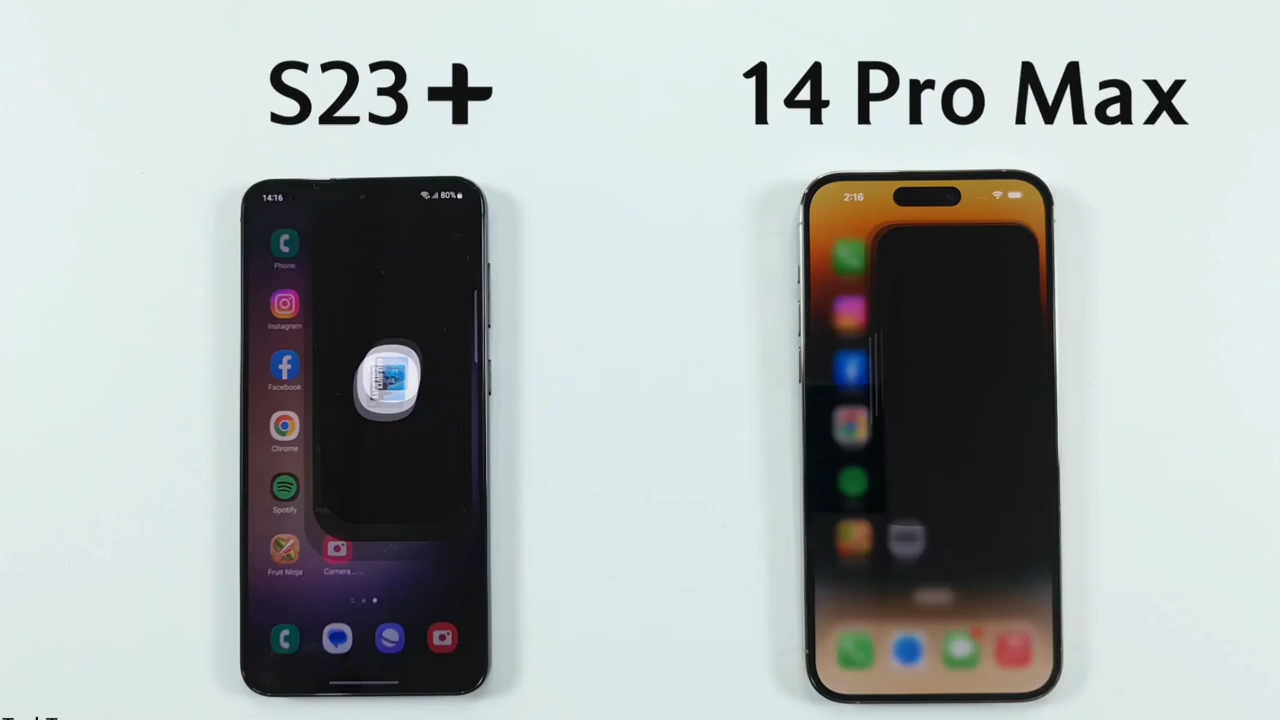 S23+
14 Pro Max
14:16
80%
2:16
Phone
Instagram
Facebook
Chrome
Spotify
Fruit Ninja
Camera